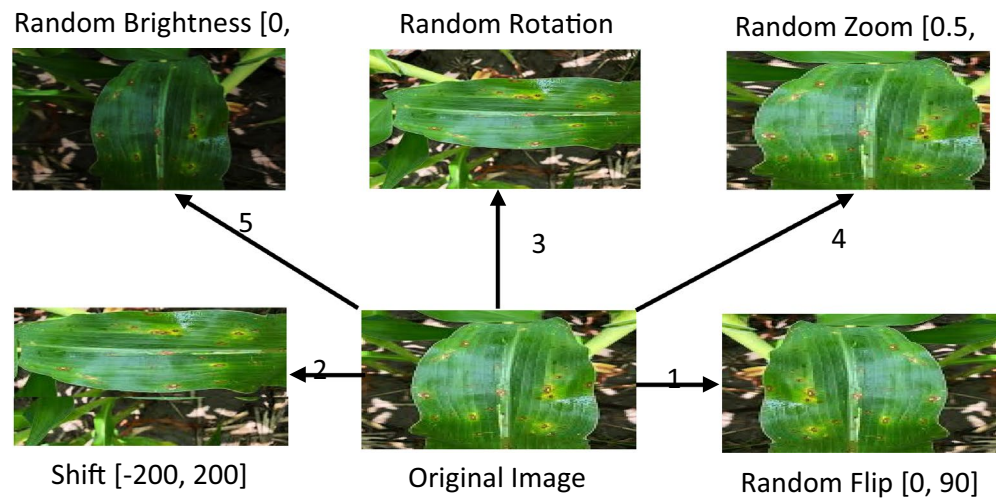 Random Brightness [0,
Random Rotation
Random Zoom [0.5,
5
3
4
2
1
Shift [-200, 200]
Original Image
Random Flip [0, 90]